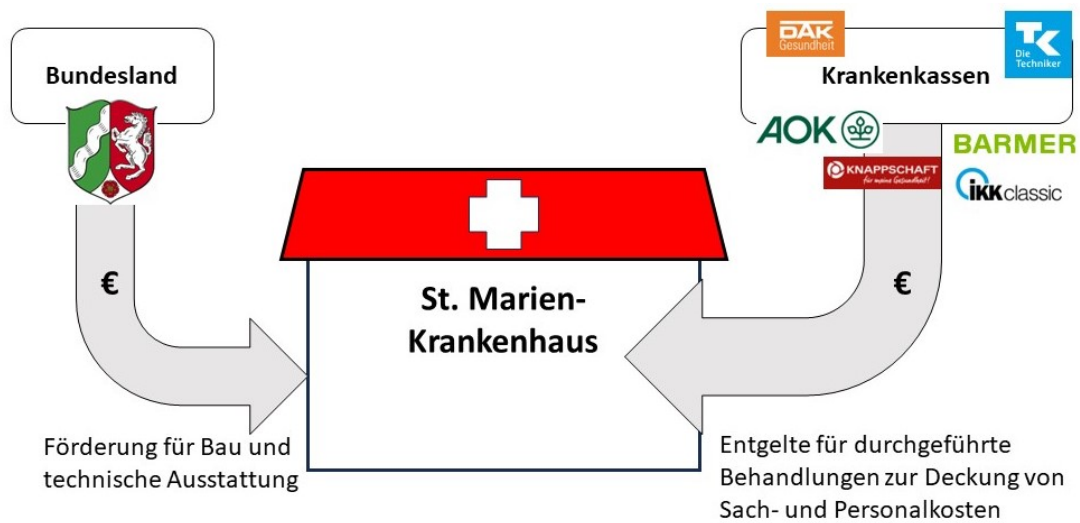 Bundesland
€
Förderung für Bau und
technische Ausstattung
St. Marien-
Krankenhaus
DAK
Gesundheit
TK
Die
Techniker
Krankenkassen
AOK
BARMER
KNAPPSCHAFT
für meine Gesundheit!
iKK classic
€
Entgelte für durchgeführte
Behandlungen zur Deckung von
Sach- und Personalkosten